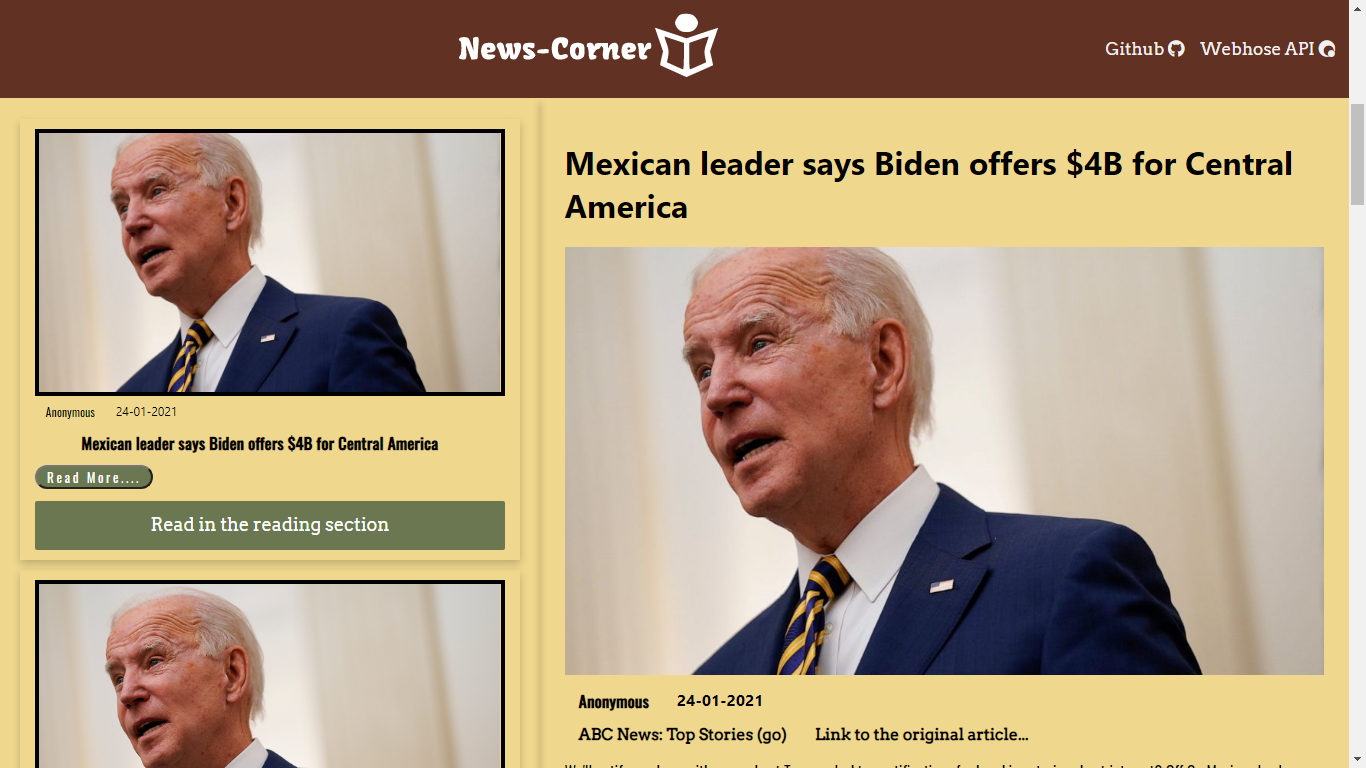 News-Corner
Github
Webhose API
Anonymous
24-01-2021
Mexican leader says Biden offers $4B for Central America
Read More....
Read in the reading section
Mexican leader says Biden offers $4B for Central
America
Anonymous
24-01-2021
ABC News: Top Stories (go)
Link to the original article...